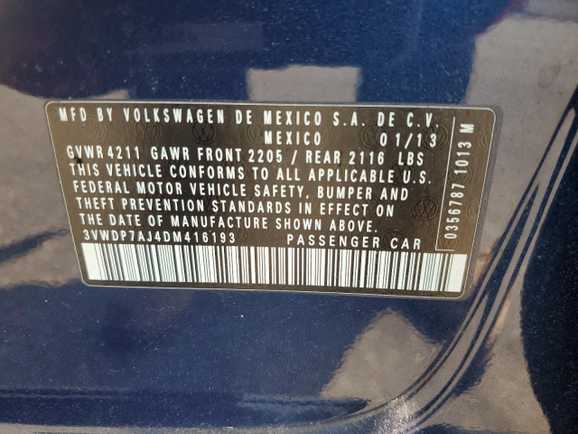 MFD BY VOLKSWAGEN DE MEXICO S.A. DE C.V.
MEXICO 01/13
GVWR 4211 GAWR FRONT 2205 / REAR 2116 LBS
THIS VEHICLE CONFORMS TO ALL APPLICABLE U.S.
FEDERAL MOTOR VEHICLE SAFETY, BUMPER AND
THEFT PREVENTION STANDARDS IN EFFECT ON
THE DATE OF MANUFACTURE SHOWN ABOVE.
3VWDP7AJ4DM416193 PASSENGER CAR
0356787 1013 M